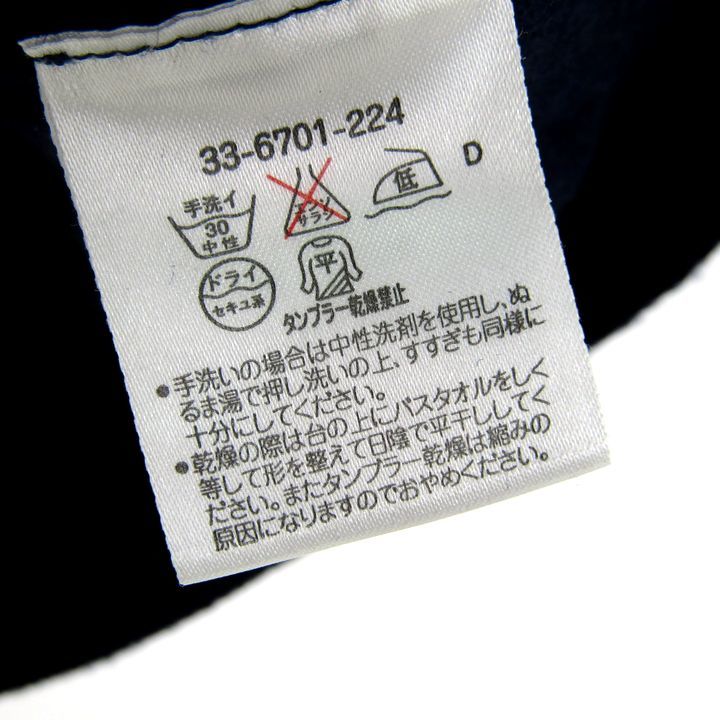 33-6701-224
手洗イ
30
中性
エンソ
サラシ
低
D
ドライ
セキユ系
平
タンブラー乾燥禁止
●手洗いの場合は中性洗剤を使用し、ぬ
るま湯で押し洗いの上、すすぎも同様に
十分にしてください。
●乾燥の際は台の上にバスタオルをしく
等して形を整えて日陰で平干ししてく
ださい。またタンブラー乾燥は縮みの
原因になりますのでおやめください。